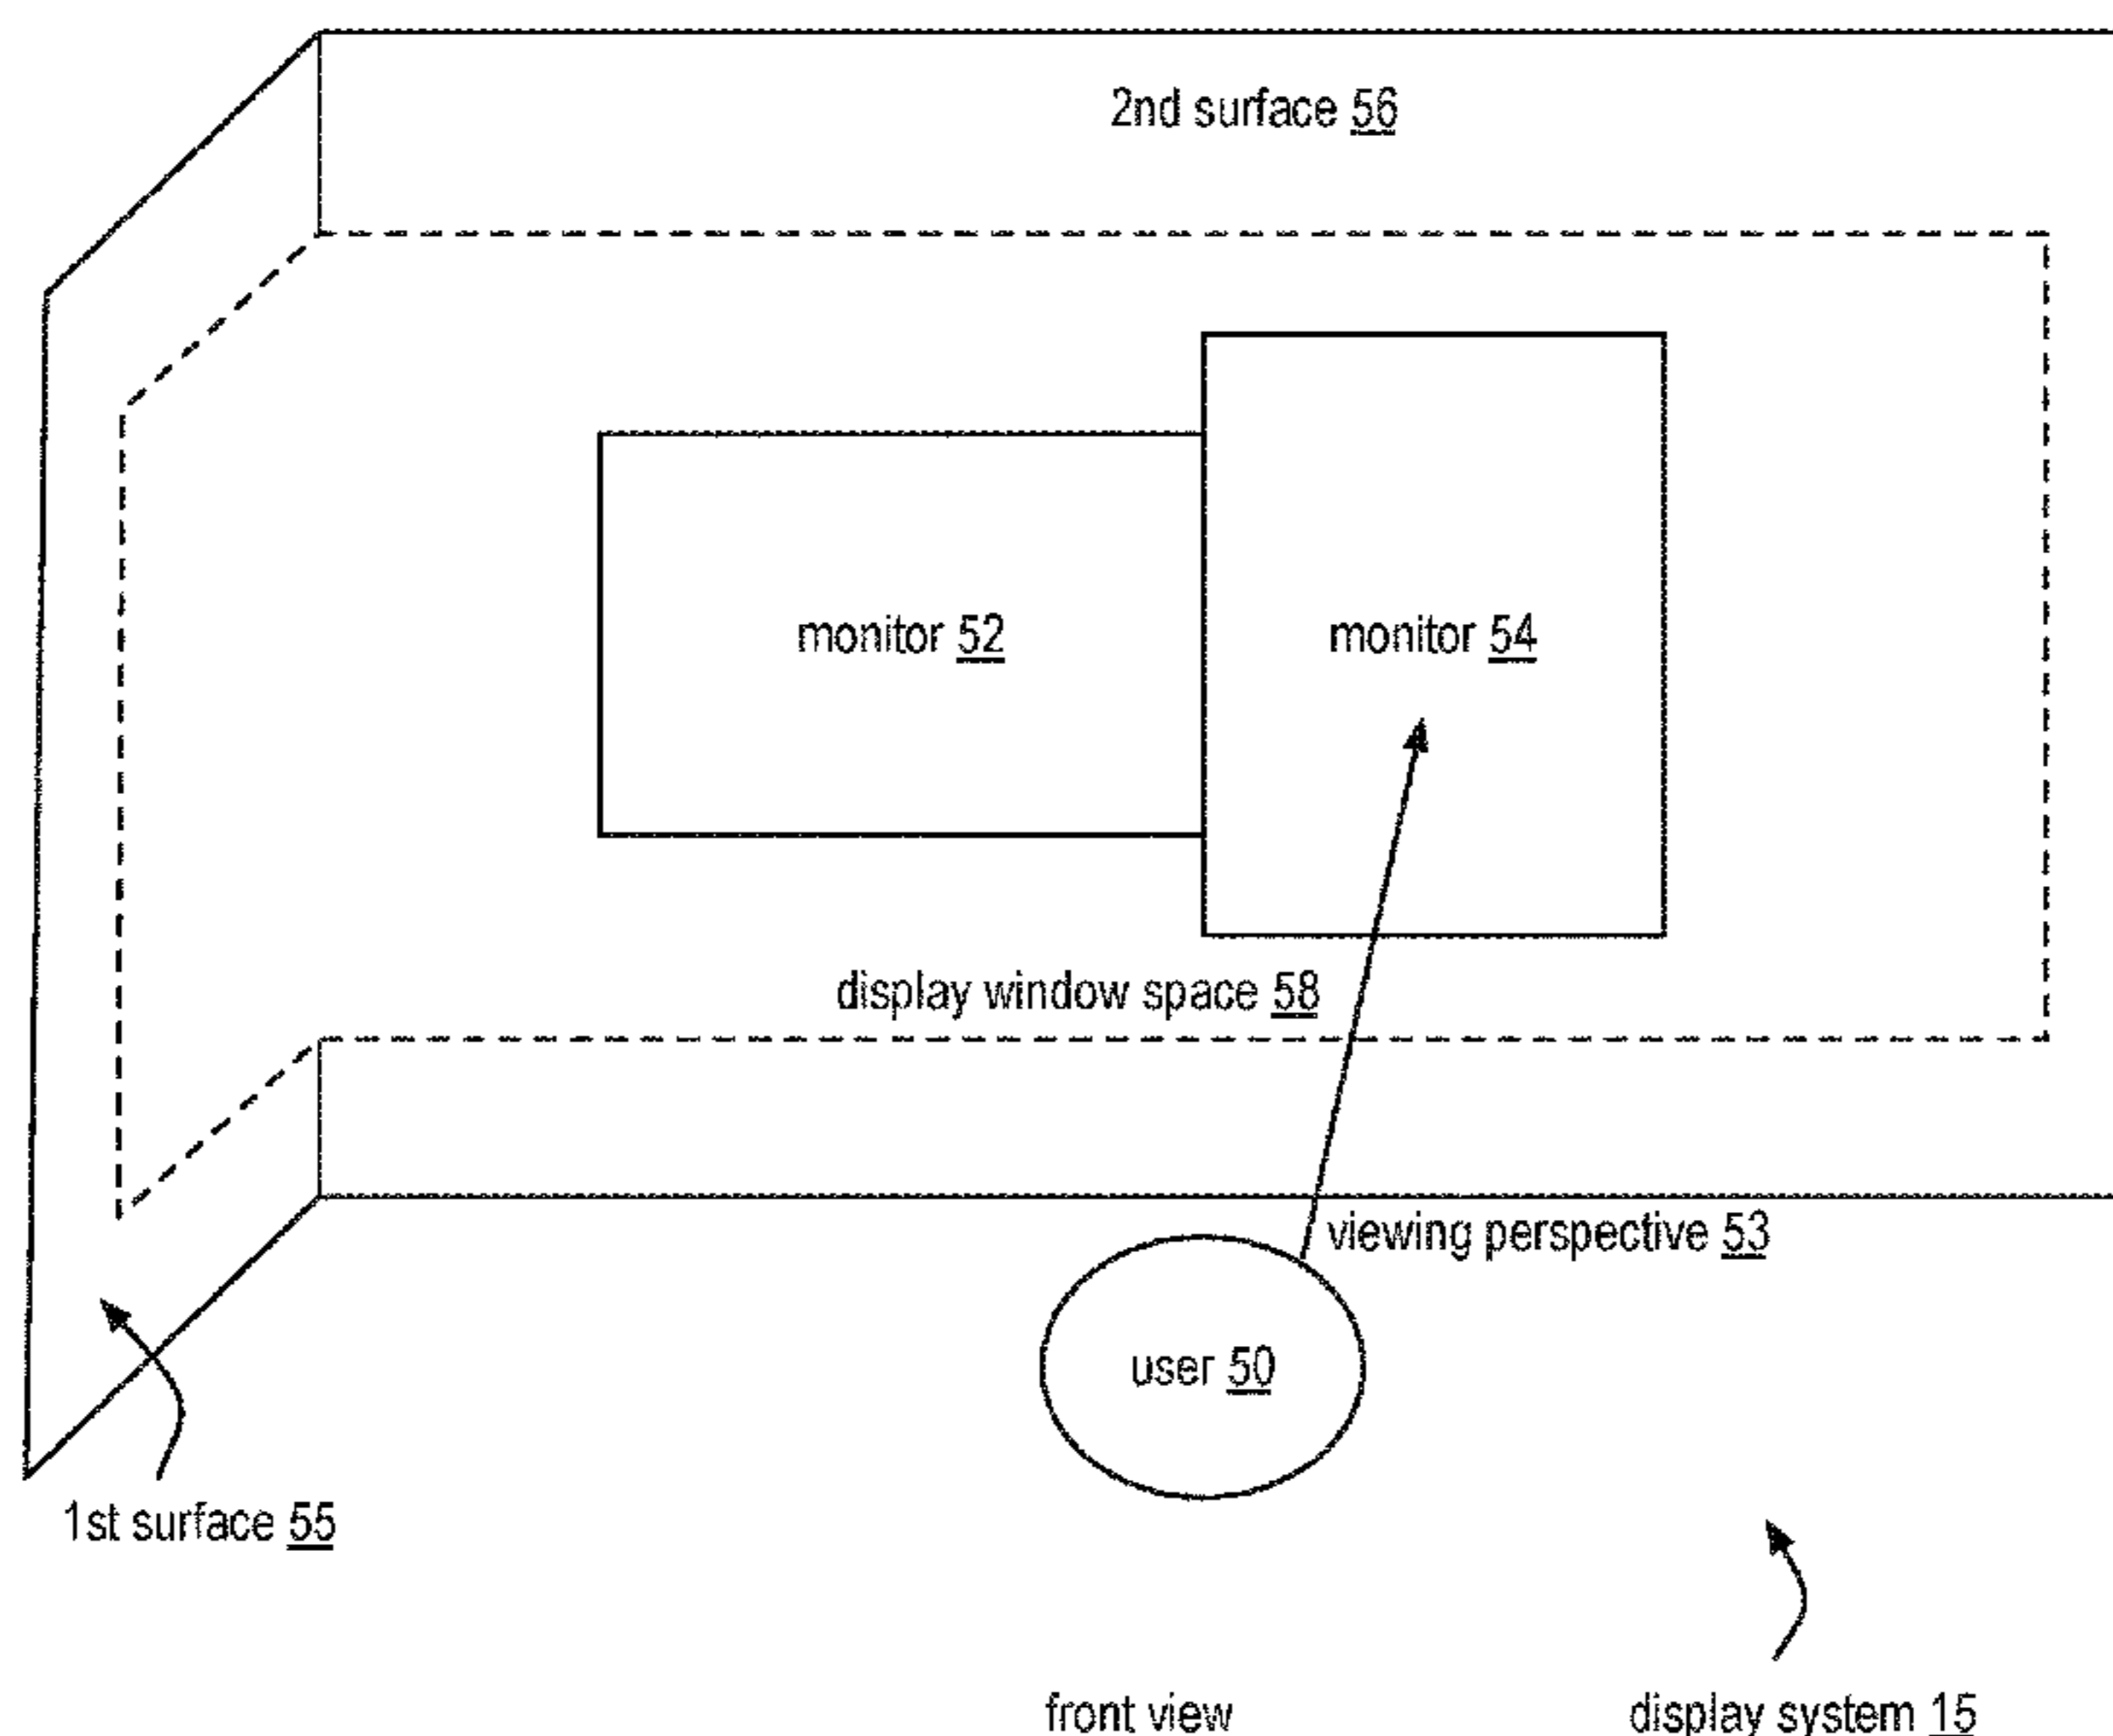 2nd surface 56
monitor 52
monitor 54
display window space 58
viewing perspective 53
user 50
1st surface 55
front view
display system 15